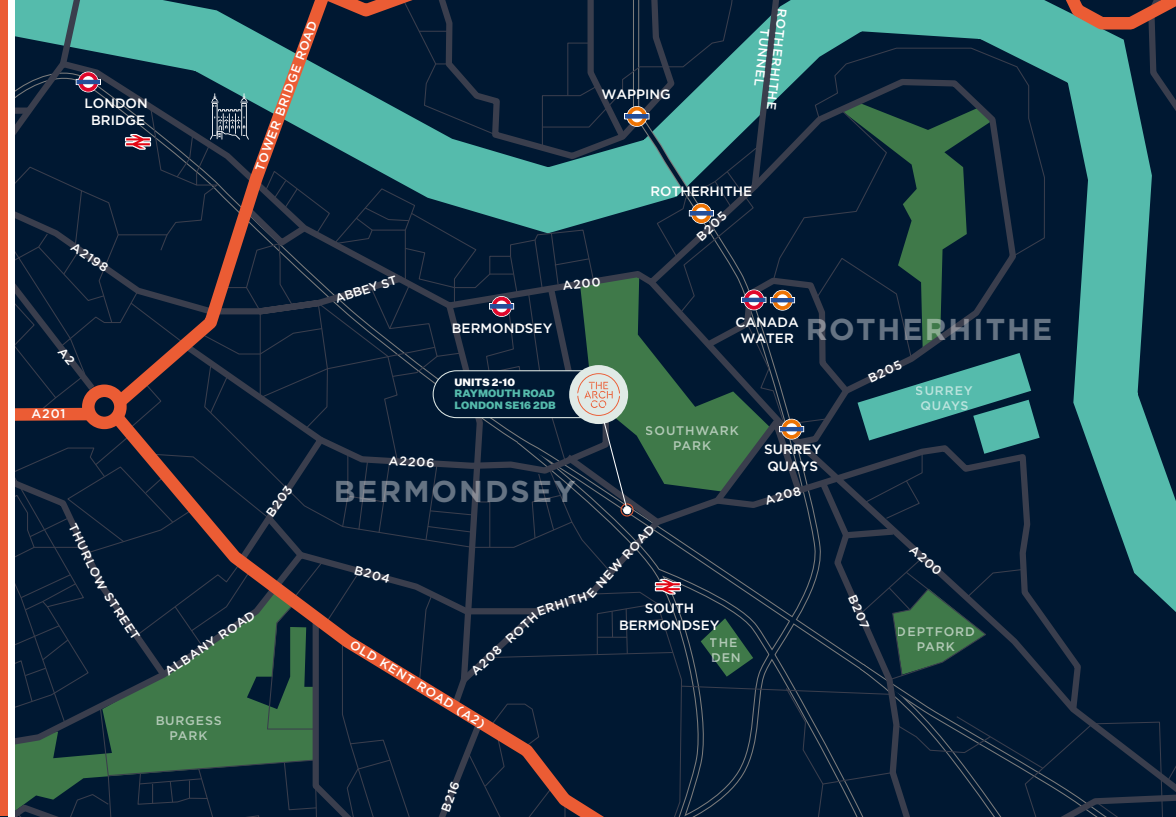 ROTHERHITHE
TUNNEL
TOWER BRIDGE ROAD
WAPPING
LONDON
BRIDGE
ROTHERHITHE
B205
A2198
ABBEY ST
A200
BERMONDSEY
CANADA
WATER
ROTHERHITHE
A2
B205
UNITS 2-10
RAYMOUTH ROAD
LONDON SE16 2DB
THE
ARCH
CO
SURREY
QUAYS
A201
SOUTHWARK
PARK
SURREY
QUAYS
A2206
BERMONDSEY
A208
B203
THURLOW STREET
A200
B204
A208 ROTHERHITHE NEW ROAD
SOUTH
BERMONDSEY
B207
ALBANY ROAD
THE
DEN
DEPTFORD
PARK
OLD KENT ROAD (A2)
BURGESS
PARK
B216